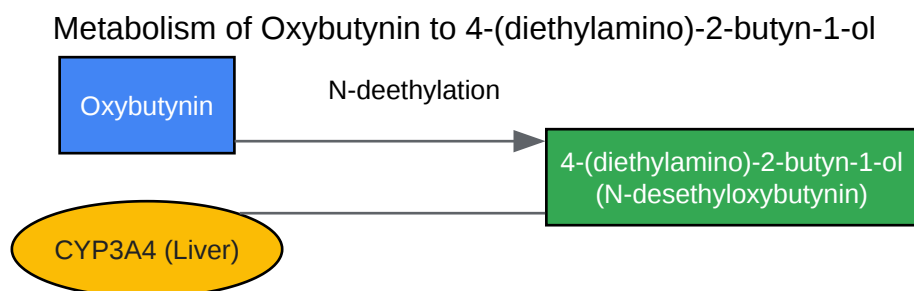 Metabolism of Oxybutynin to 4-(diethylamino)-2-butyn-1-ol
Oxybutynin
N-deethylation
4-(diethylamino)-2-butyn-1-ol
(N-desethyloxybutynin)
CYP3A4 (Liver)